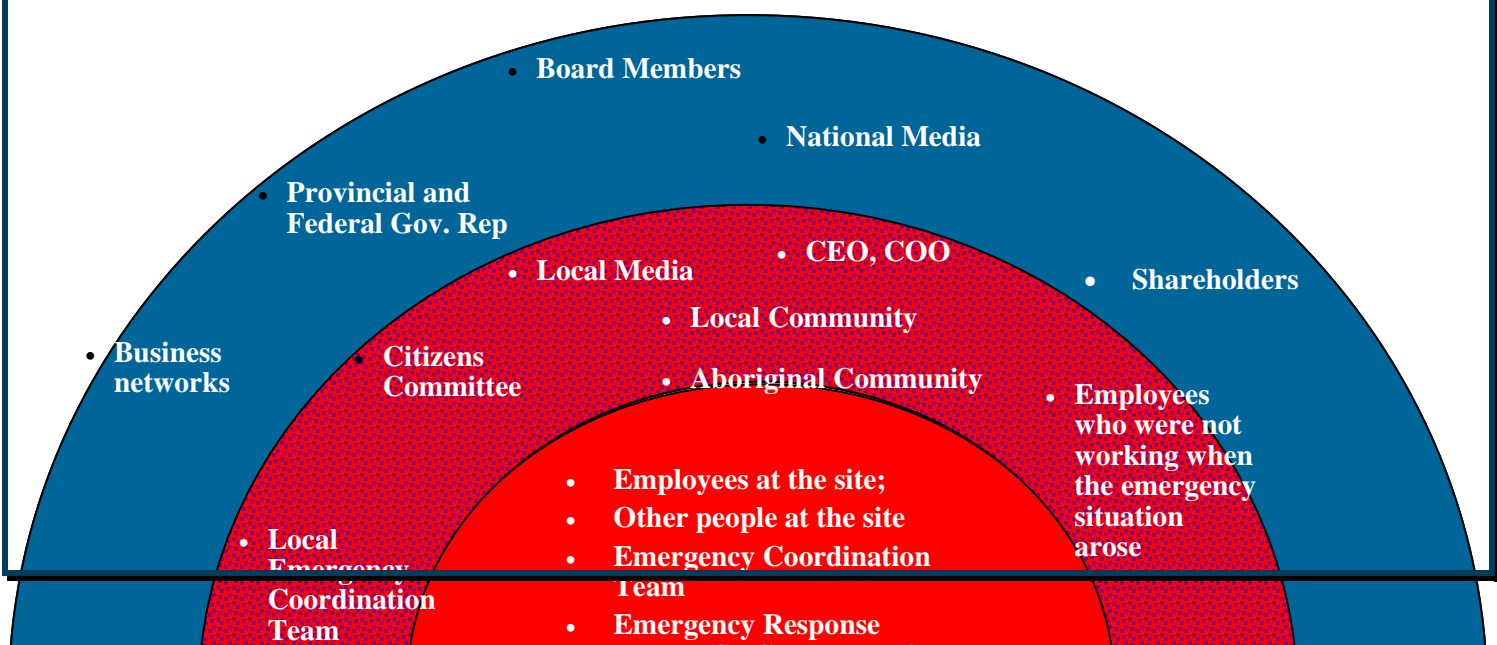 Board Members
National Media
Provincial and
Federal Gov. Rep
CEO, COO
Local Media
Shareholders
Local Community
Business
networks
Citizens
Committee
Aboriginal Community
Employees
who were not
working when
the emergency
situation
arose
Employees at the site;
Other people at the site
Emergency Coordination
Team
Emergency Response
Local
Emergency
Coordination
Team